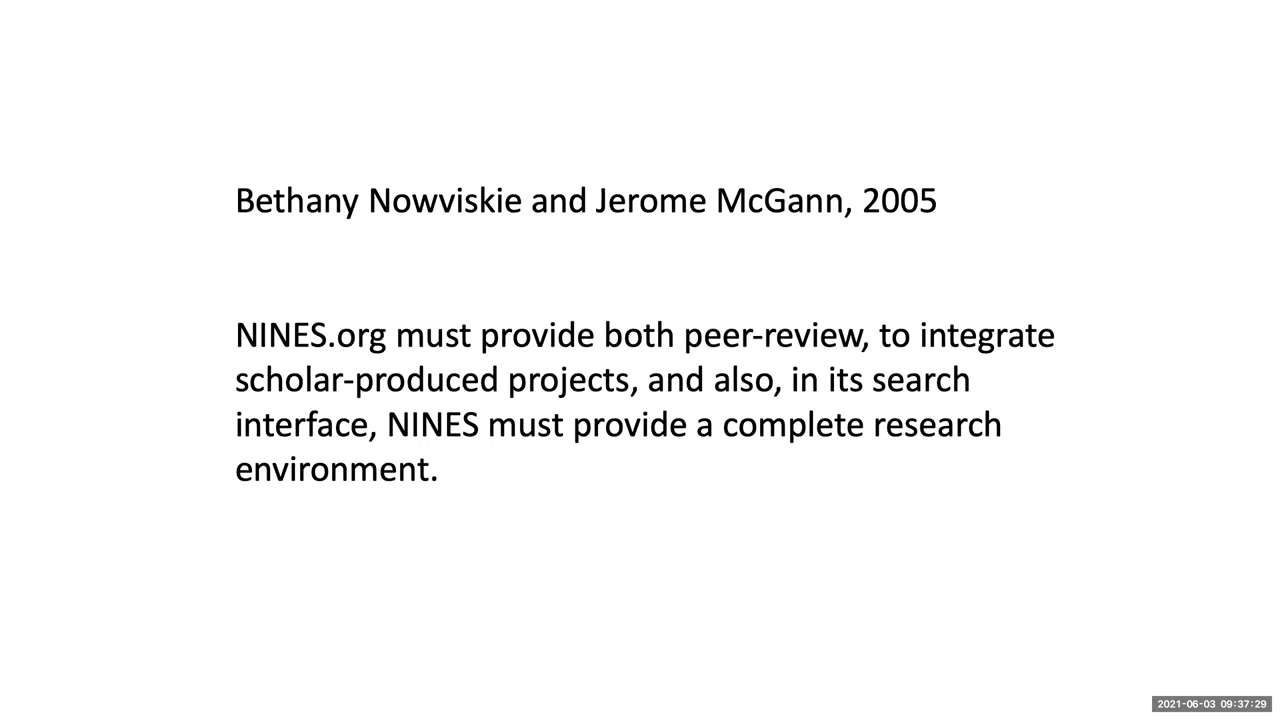 Bethany Nowviskie and Jerome McGann, 2005
NINES.org must provide both peer-review, to integrate
scholar-produced projects, and also, in its search
interface, NINES must provide a complete research
environment.
2021-06-03 09:37:29